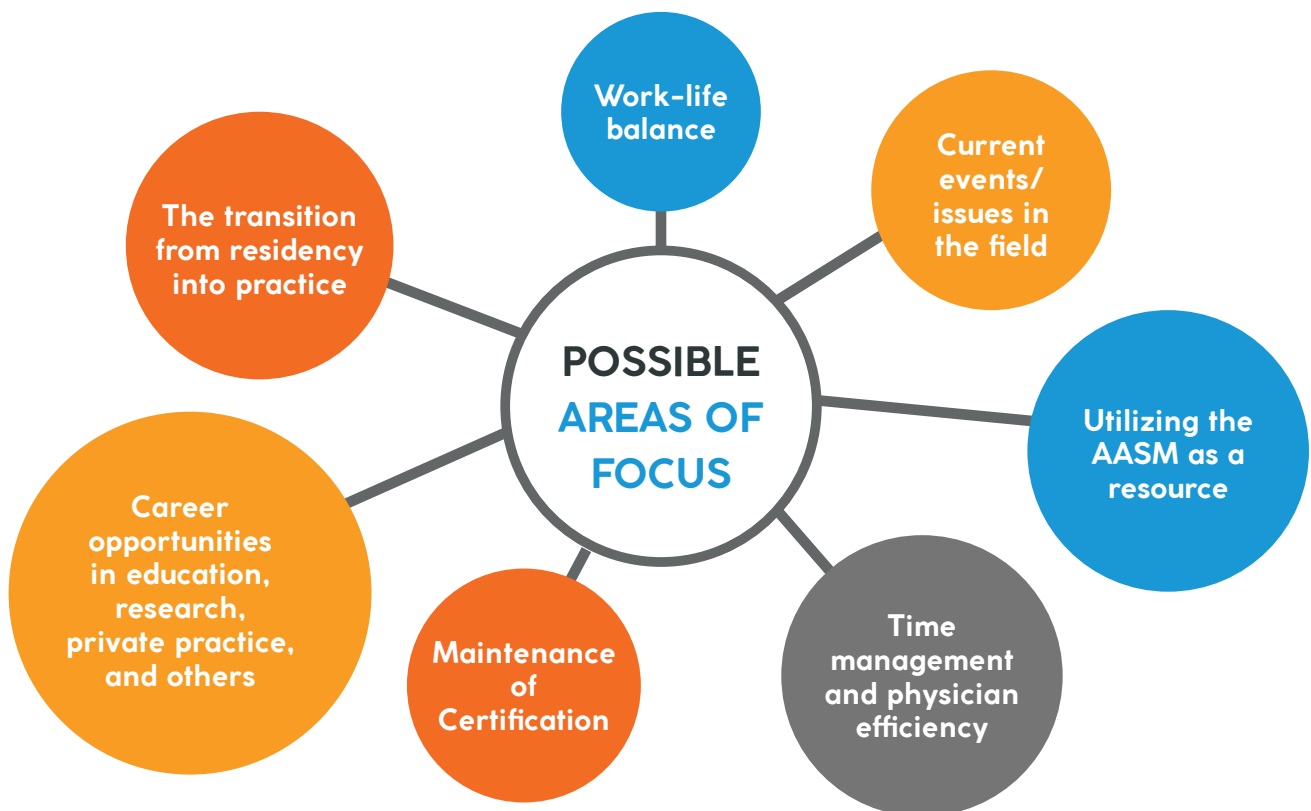 Work-life
balance
Current
events/
issues in
the field
The transition
from residency
into practice
POSSIBLE
AREAS OF
FOCUS
Utilizing the
AASM as a
resource
Career
opportunities
in education,
research,
private practice,
and others
Maintenance
of
Certification
Time
management
and physician
efficiency